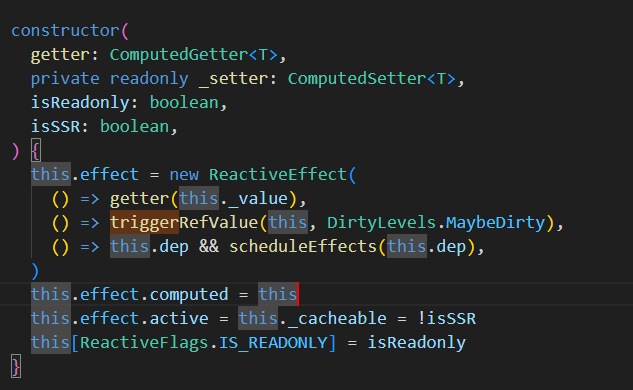 constructor(
getter: ComputedGetter<T>,
private readonly _setter: ComputedSetter<T>,
isReadonly: boolean,
isSSR: boolean,
) {
this.effect = new ReactiveEffect(
() => getter(this._value),
() => triggerRefValue(this, DirtyLevels.MaybeDirty),
() => this.dep && scheduleEffects(this.dep),
)
this.effect.computed = this
this.effect.active = this._cacheable = !isSSR
this[ReactiveFlags.IS_READONLY] = isReadonly
}